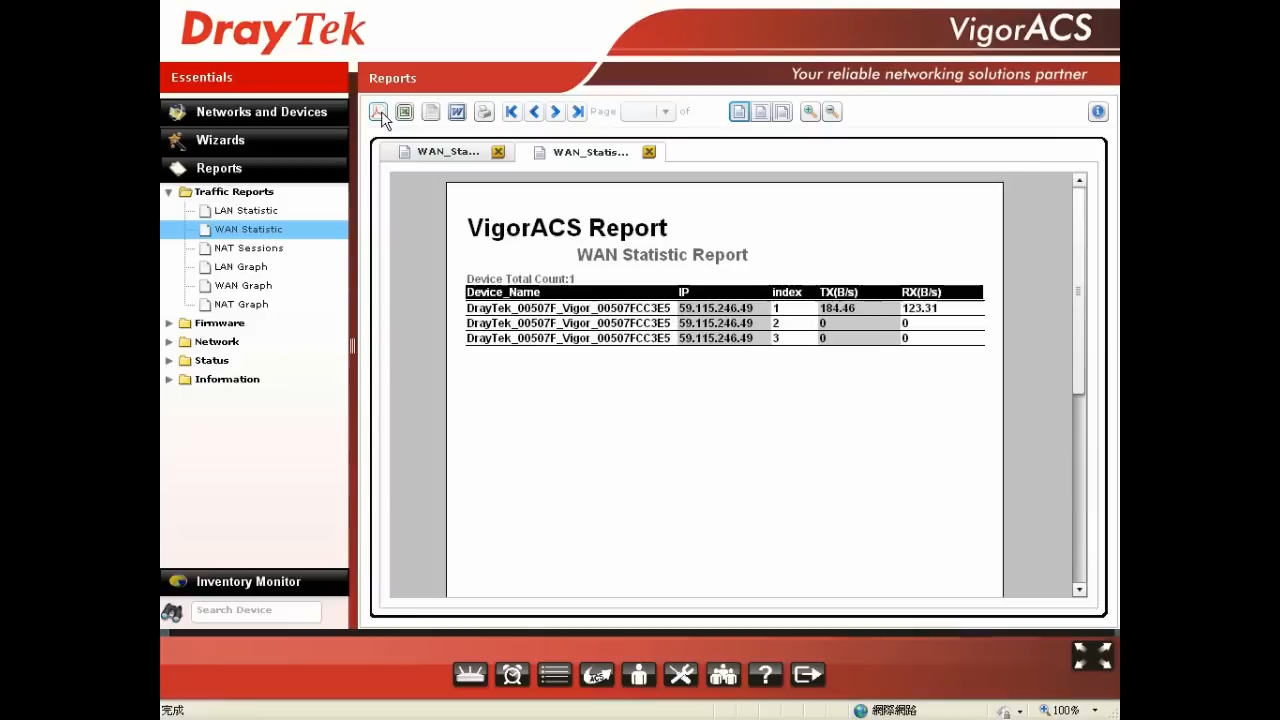 DrayTek
VigorACS
Your reliable networking solutions partner
Essentials
Reports
Networks and Devices
Wizards
Reports
Traffic Reports
LAN Statistic
WAN Statistic
NAT Sessions
LAN Graph
WAN Graph
NAT Graph
Firmware
Network
Status
Information
Inventory Monitor
Search Device
Page of
WAN_Sta... WAN_Statis...
VigorACS Report
WAN Statistic Report
Device Total Count:1
Device_Name IP index TX(B/s) RX(B/s)
DrayTek_00507F_Vigor_00507FCC3E5 59.115.246.49 1 184.46 123.31
DrayTek_00507F_Vigor_00507FCC3E5 59.115.246.49 2 0 0
DrayTek_00507F_Vigor_00507FCC3E5 59.115.246.49 3 0 0
完成 網際網路 100%